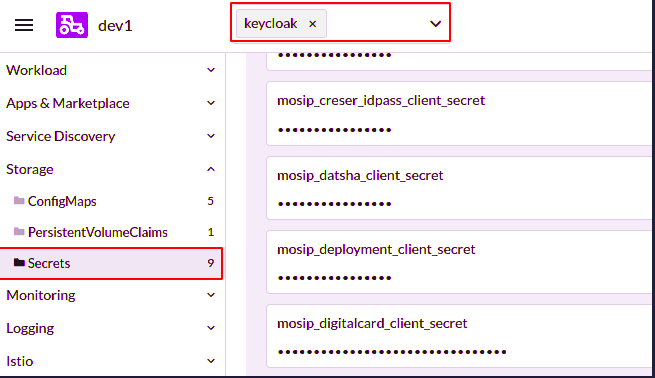 dev1
keycloak ×
Workload
Apps & Marketplace
Service Discovery
Storage
ConfigMaps 5
PersistentVolumeClaims 1
Secrets 9
Monitoring
Logging
Istio
••••••••••••••••
mosip_creser_idpass_client_secret
••••••••••••••••
mosip_datsha_client_secret
••••••••••••••••
mosip_deployment_client_secret
••••••••••••••••
mosip_digitalcard_client_secret
••••••••••••••••••••••••••••••••